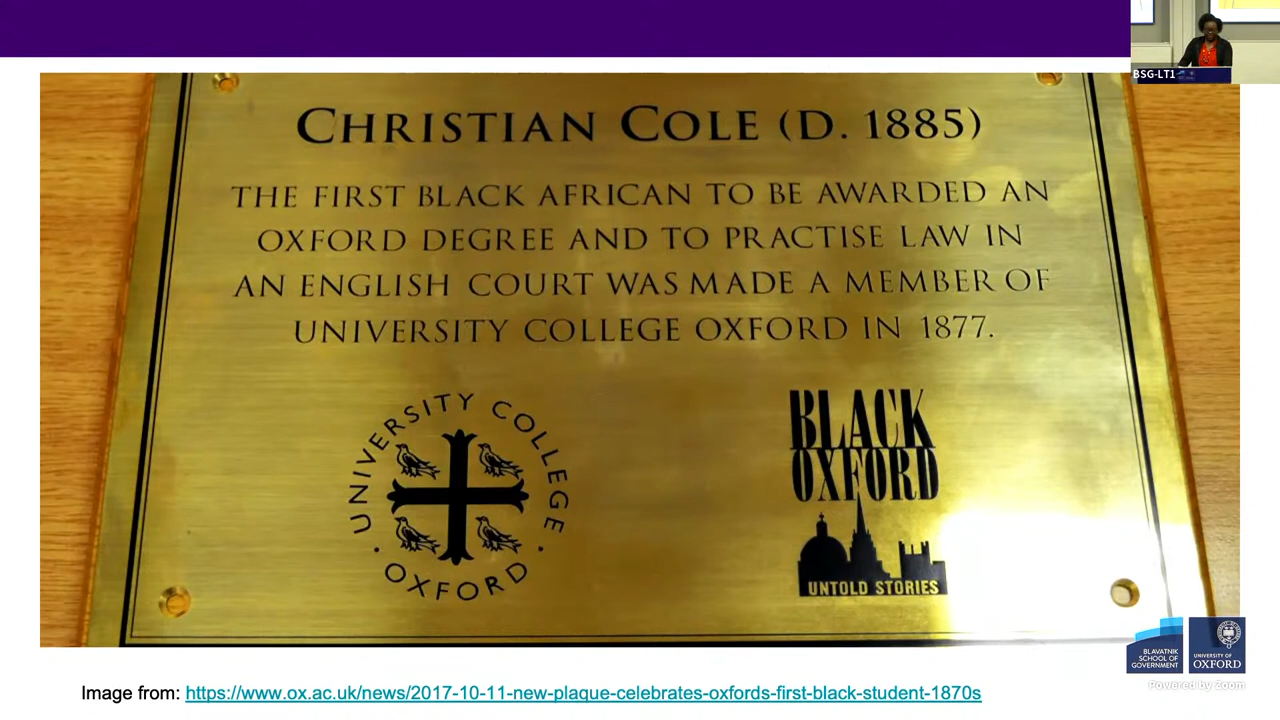 BSG-LT1
CHRISTIAN COLE (D. 1885)
THE FIRST BLACK AFRICAN TO BE AWARDED AN
OXFORD DEGREE AND TO PRACTISE LAW IN
AN ENGLISH COURT WAS MADE A MEMBER OF
UNIVERSITY COLLEGE OXFORD IN 1877.
· UNIVERSITY COLLEGE ·
OXFORD
BLACK
OXFORD
UNTOLD STORIES
BLAVATNIK
SCHOOL OF
GOVERNMENT
UNIVERSITY OF
OXFORD
Powered by Zoom
Image from: https://www.ox.ac.uk/news/2017-10-11-new-plaque-celebrates-oxfords-first-black-student-1870s